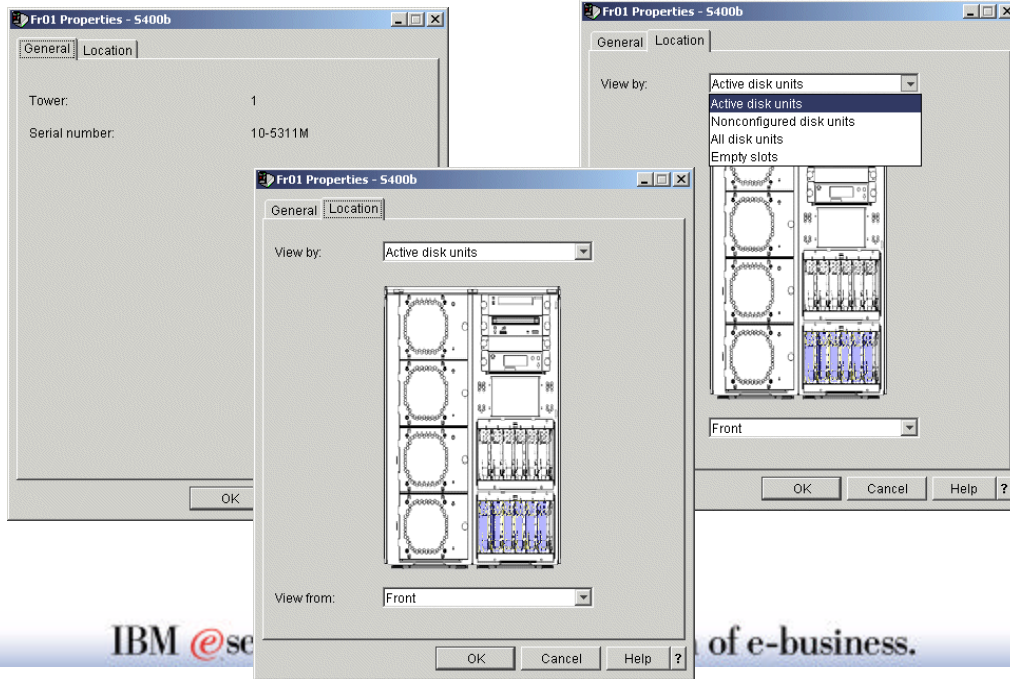 Fr01 Properties - S400b
General Location
Tower: 1
Serial number: 10-5311M
OK
Fr01 Properties - S400b
General Location
View by: Active disk units
Active disk units
Nonconfigured disk units
All disk units
Empty slots
Front
OK Cancel Help ?
Fr01 Properties - S400b
General Location
View by: Active disk units
View from: Front
OK Cancel Help ?
IBM @se of e-business.